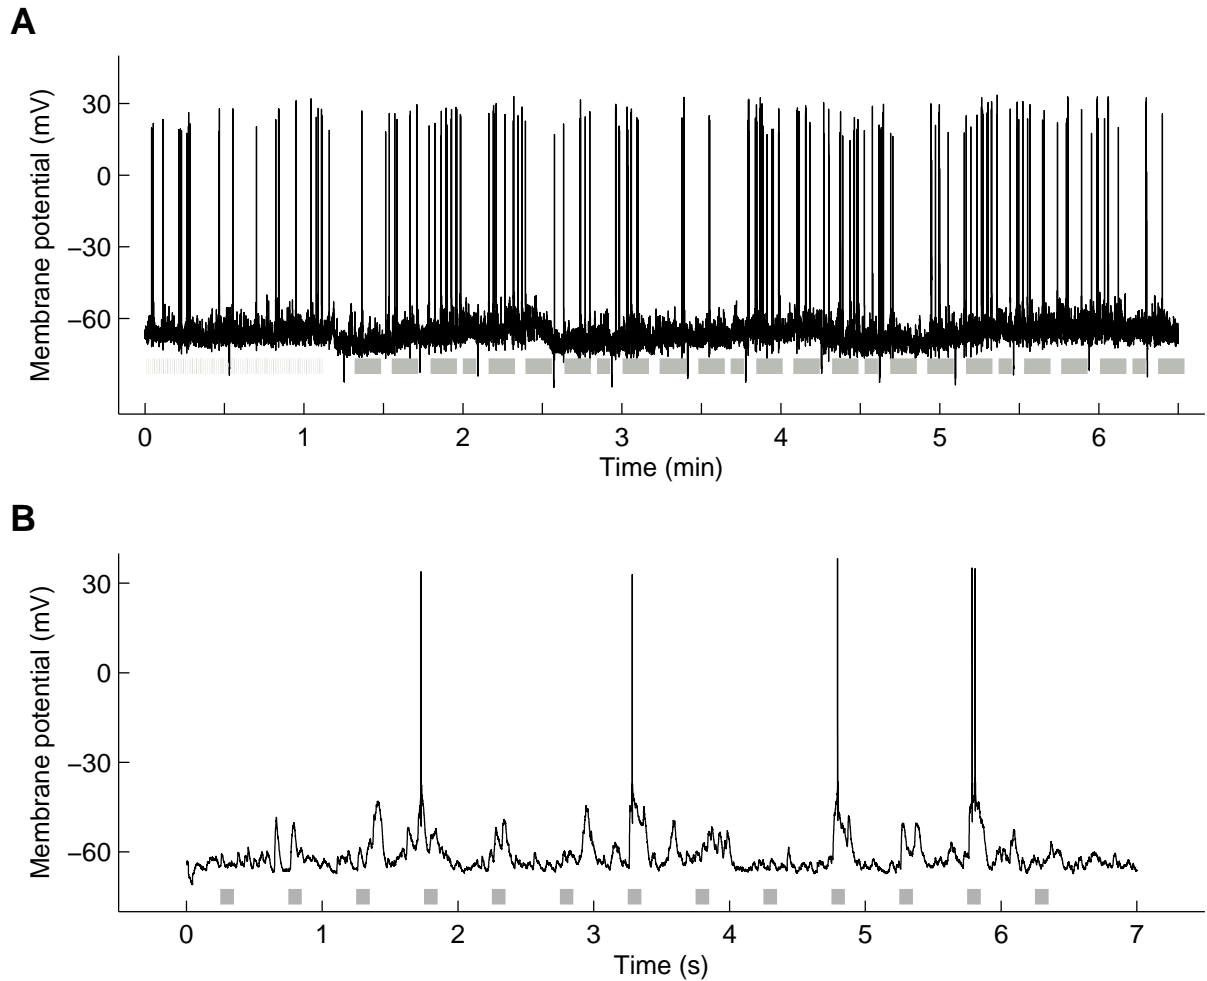 A
Membrane potential (mV)
30
0
−30
−60
0 1 2 3 4 5 6
Time (min)
B
Membrane potential (mV)
30
0
−30
−60
0 1 2 3 4 5 6 7
Time (s)